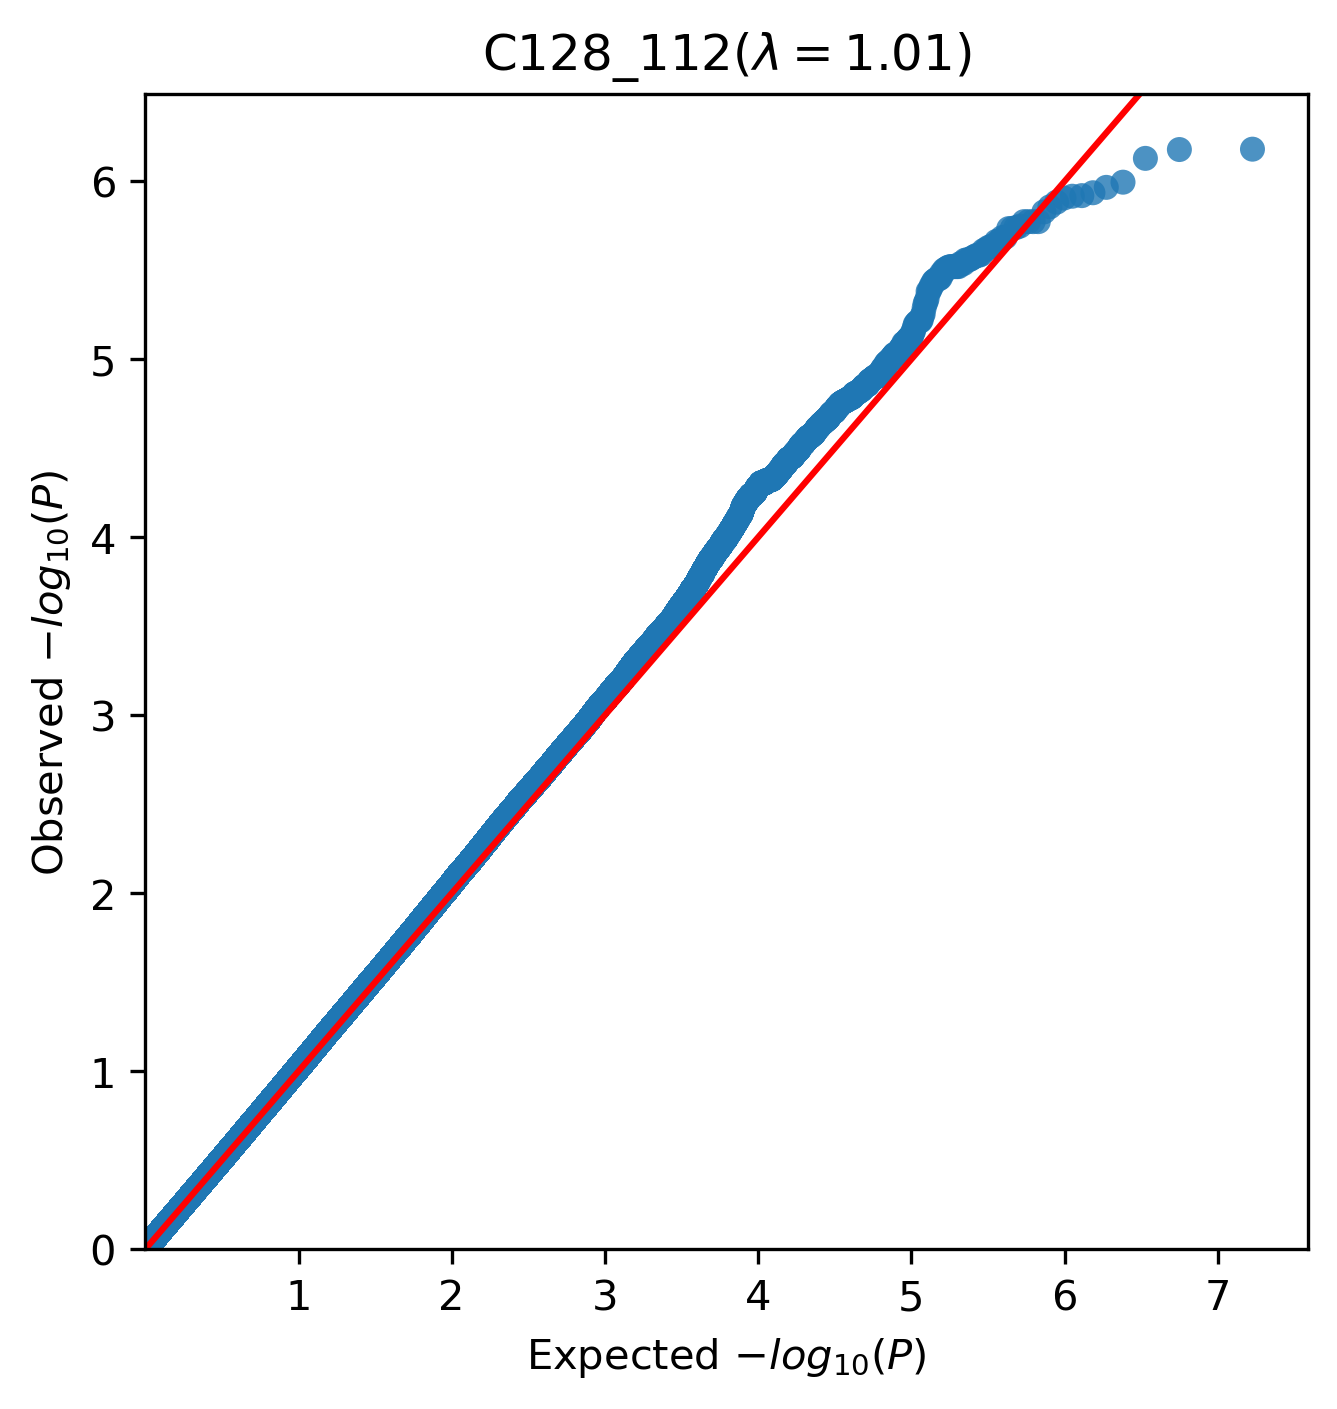 C128_112(λ = 1.01)
Observed −log₁₀(P)
6
5
4
3
2
1
0
1 2 3 4 5 6 7
Expected −log₁₀(P)